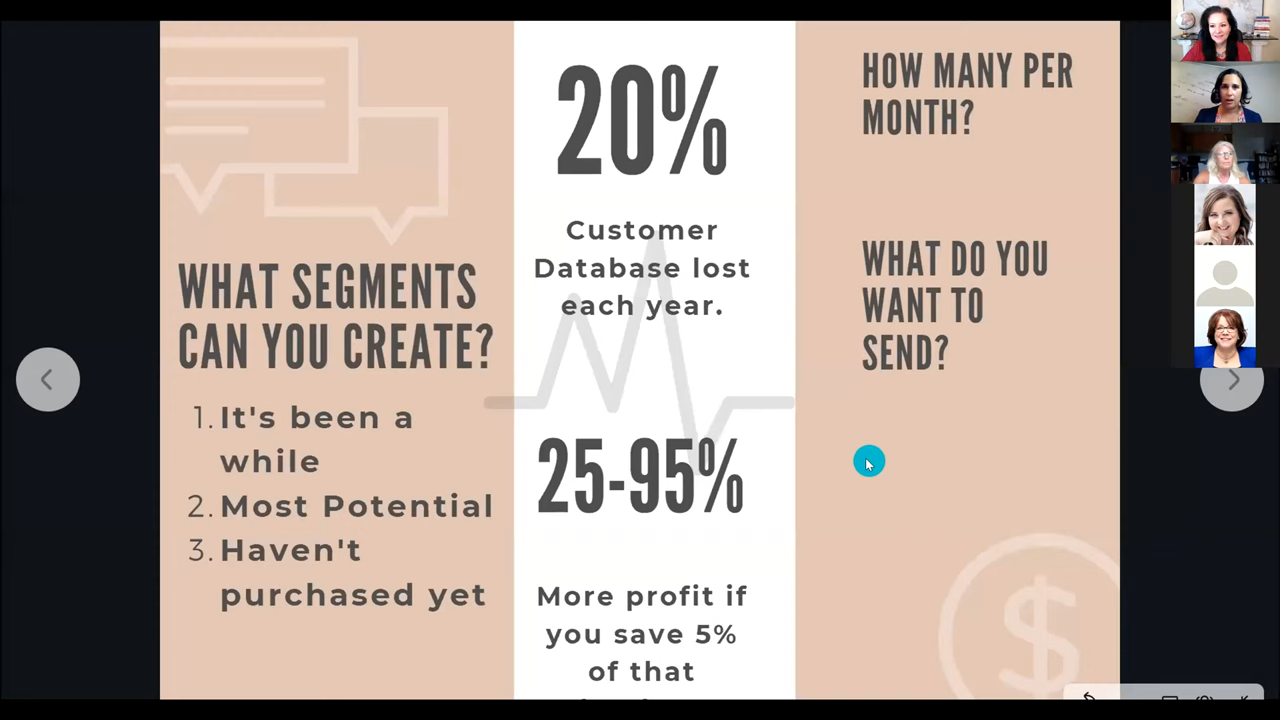 WHAT SEGMENTS
CAN YOU CREATE?
1. It's been a
while
2. Most Potential
3. Haven't
purchased yet
20%
Customer
Database lost
each year.
25-95%
More profit if
you save 5%
of that
HOW MANY PER
MONTH?
WHAT DO YOU
WANT TO
SEND?